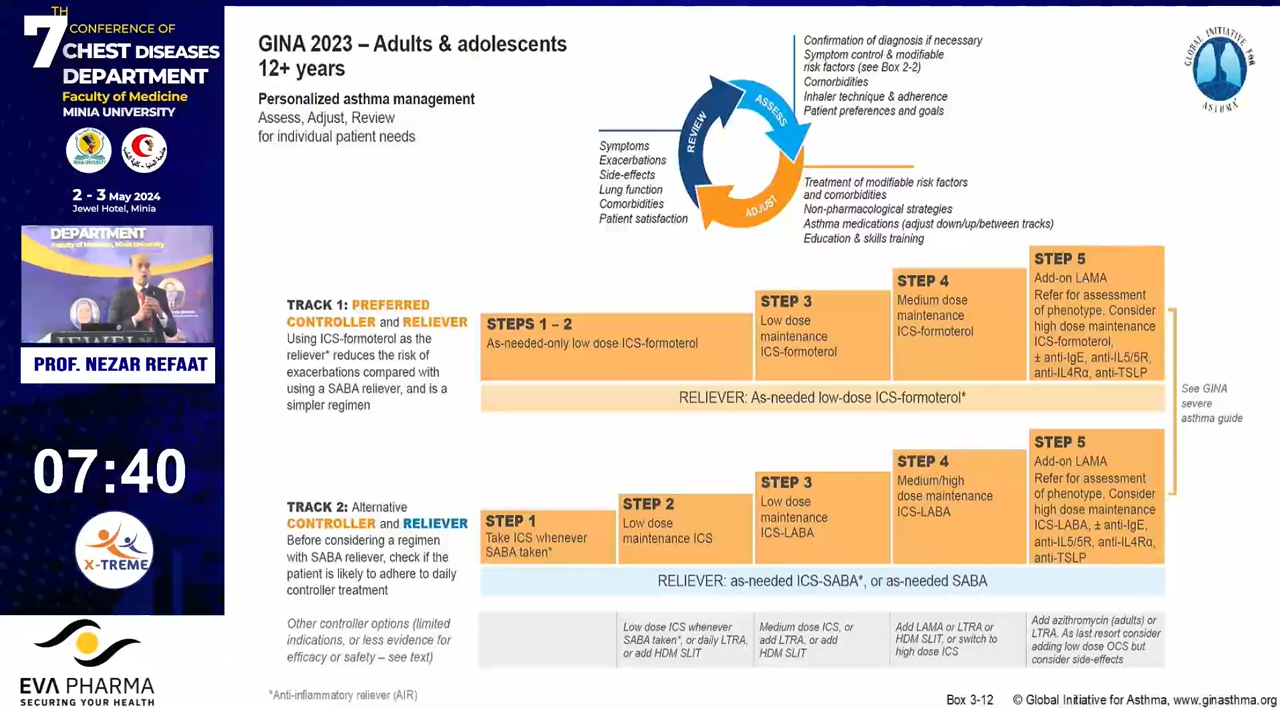 7TH CONFERENCE OF
CHEST DISEASES
DEPARTMENT
Faculty of Medicine
MINIA UNIVERSITY
MINIA UNIVERSITY
2 - 3 May 2024
Jewel Hotel, Minia
DEPARTMENT
Faculty of Medicine, Minia University
PROF. NEZAR REFAAT
07:40
X-TREME
EVA PHARMA
SECURING YOUR HEALTH
GINA 2023 – Adults & adolescents
12+ years
Personalized asthma management
Assess, Adjust, Review
for individual patient needs
REVIEW
ASSESS
ADJUST
Confirmation of diagnosis if necessary
Symptom control & modifiable
risk factors (see Box 2-2)
Comorbidities
Inhaler technique & adherence
Patient preferences and goals
Symptoms
Exacerbations
Side-effects
Lung function
Comorbidities
Patient satisfaction
Treatment of modifiable risk factors
and comorbidities
Non-pharmacological strategies
Asthma medications (adjust down/up/between tracks)
Education & skills training
GLOBAL INITIATIVE FOR
ASTHMA
TRACK 1: PREFERRED
CONTROLLER and RELIEVER
Using ICS-formoterol as the
reliever* reduces the risk of
exacerbations compared with
using a SABA reliever, and is a
simpler regimen
STEPS 1 – 2
As-needed-only low dose ICS-formoterol
STEP 3
Low dose
maintenance
ICS-formoterol
STEP 4
Medium dose
maintenance
ICS-formoterol
STEP 5
Add-on LAMA
Refer for assessment
of phenotype. Consider
high dose maintenance
ICS-formoterol,
± anti-IgE, anti-IL5/5R,
anti-IL4Rα, anti-TSLP
RELIEVER: As-needed low-dose ICS-formoterol*
See GINA
severe
asthma guide
TRACK 2: Alternative
CONTROLLER and RELIEVER
Before considering a regimen
with SABA reliever, check if the
patient is likely to adhere to daily
controller treatment
STEP 1
Take ICS whenever
SABA taken*
STEP 2
Low dose
maintenance ICS
STEP 3
Low dose
maintenance
ICS-LABA
STEP 4
Medium/high
dose maintenance
ICS-LABA
STEP 5
Add-on LAMA
Refer for assessment
of phenotype. Consider
high dose maintenance
ICS-LABA, ± anti-IgE,
anti-IL5/5R, anti-IL4Rα,
anti-TSLP
RELIEVER: as-needed ICS-SABA*, or as-needed SABA
Other controller options (limited
indications, or less evidence for
efficacy or safety – see text)
Low dose ICS whenever
SABA taken*, or daily LTRA,
or add HDM SLIT
Medium dose ICS, or
add LTRA, or add
HDM SLIT
Add LAMA or LTRA or
HDM SLIT, or switch to
high dose ICS
Add azithromycin (adults) or
LTRA. As last resort consider
adding low dose OCS but
consider side-effects
*Anti-inflammatory reliever (AIR)
Box 3-12
© Global Initiative for Asthma, www.ginasthma.org